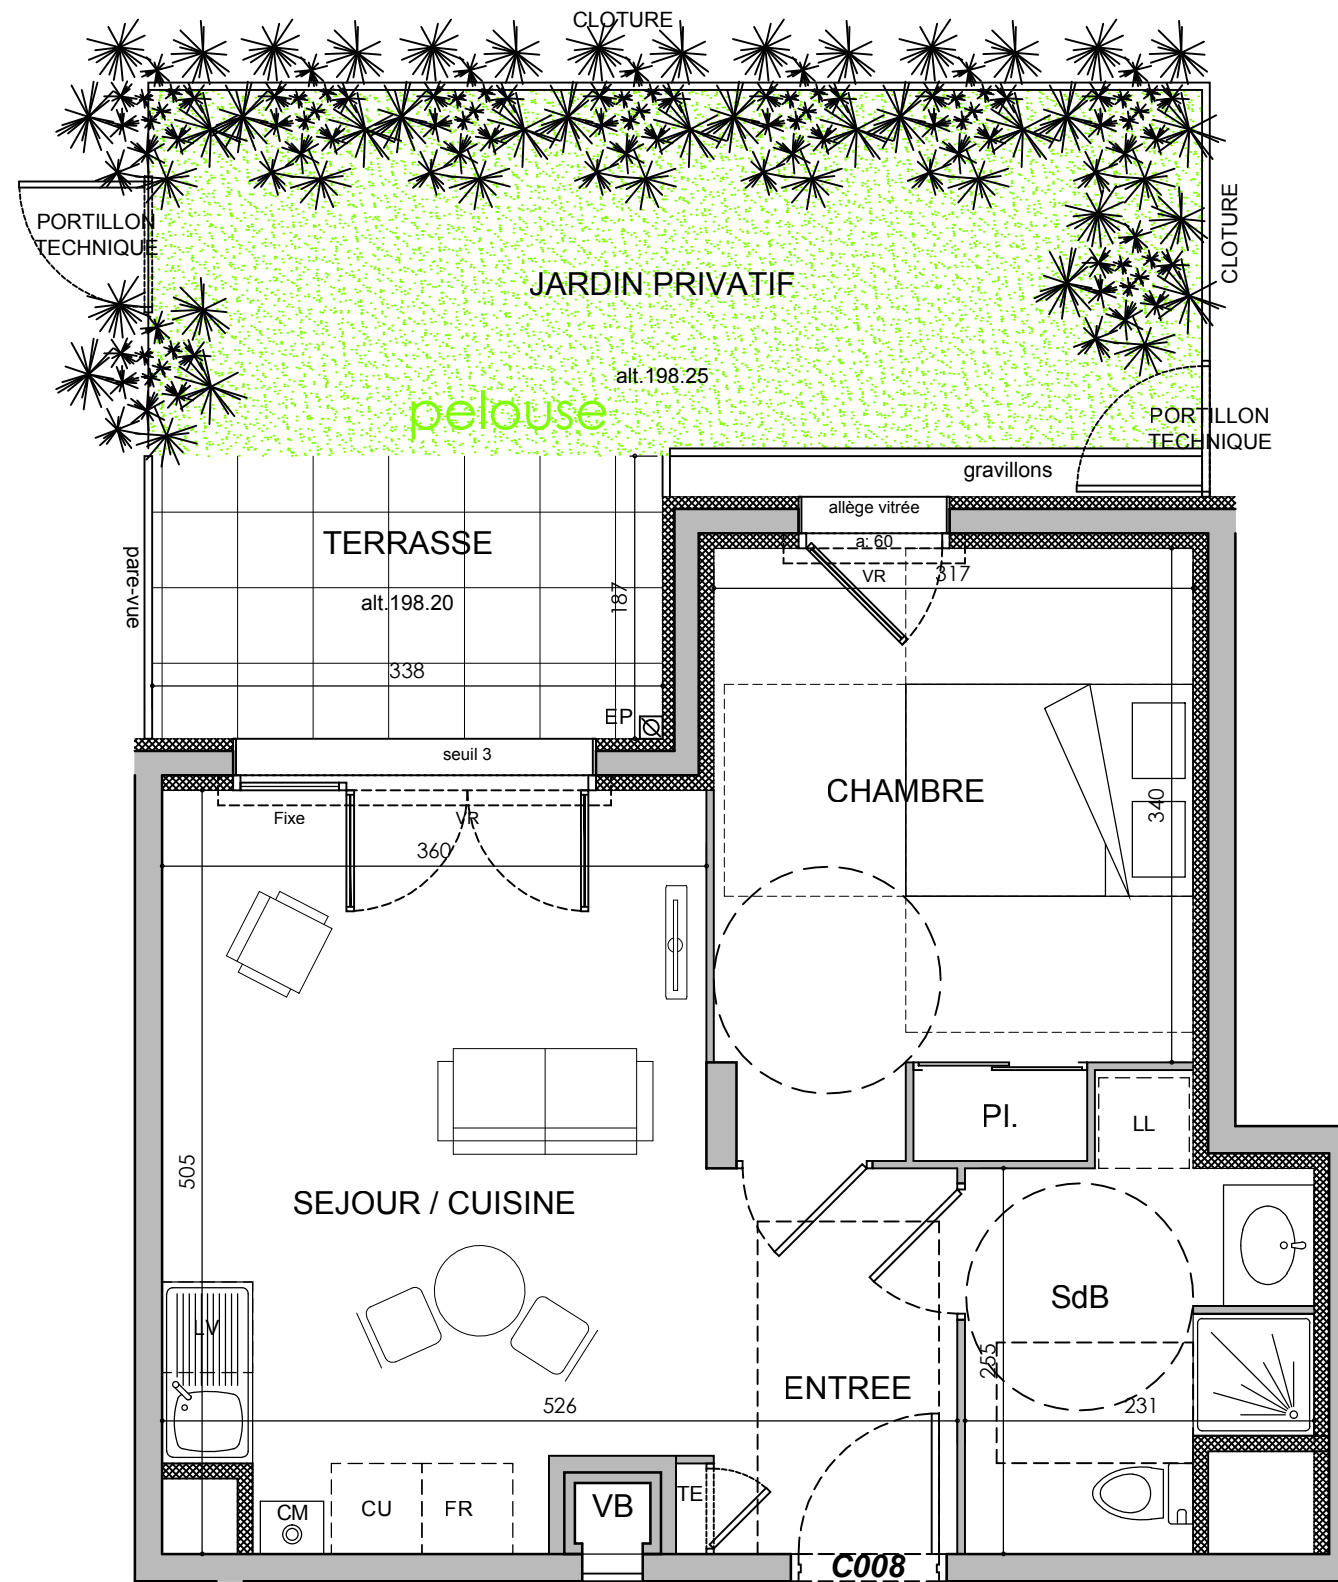 CLOTURE
PORTILLON
TECHNIQUE
CLOTURE
JARDIN PRIVATIF
alt.198.25
pelouse
PORTILLON
TECHNIQUE
gravillons
allège vitrée
a: 60
VR
317
TERRASSE
pare-vue
alt.198.20
187
338
EP
seuil 3
Fixe
VR
360
CHAMBRE
340
Pl.
LL
505
SEJOUR / CUISINE
SdB
LV
255
ENTREE
526
231
CM
CU
FR
VB
TE
C008